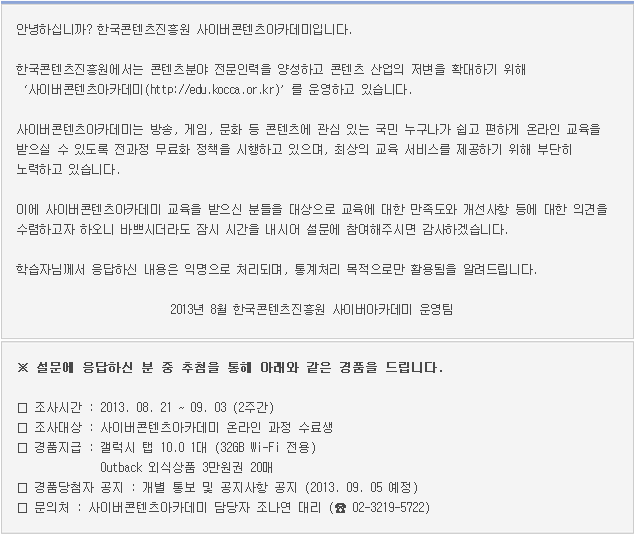 안녕하십니까? 한국콘텐츠진흥원 사이버콘텐츠아카데미입니다.
한국콘텐츠진흥원에서는 콘텐츠분야 전문인력을 양성하고 콘텐츠 산업의 저변을 확대하기 위해
‘사이버콘텐츠아카데미(http://edu.kocca.or.kr)’를 운영하고 있습니다.
사이버콘텐츠아카데미는 방송, 게임, 문화 등 콘텐츠에 관심 있는 국민 누구나가 쉽고 편하게 온라인 교육을
받으실 수 있도록 전과정 무료화 정책을 시행하고 있으며, 최상의 교육 서비스를 제공하기 위해 부단히
노력하고 있습니다.
이에 사이버콘텐츠아카데미 교육을 받으신 분들을 대상으로 교육에 대한 만족도와 개선사항 등에 대한 의견을
수렴하고자 하오니 바쁘시더라도 잠시 시간을 내시어 설문에 참여해주시면 감사하겠습니다.
학습자님께서 응답하신 내용은 익명으로 처리되며, 통계처리 목적으로만 활용됨을 알려드립니다.
2013년 8월 한국콘텐츠진흥원 사이버아카데미 운영팀
※ 설문에 응답하신 분 중 추첨을 통해 아래와 같은 경품을 드립니다.
□ 조사시간 : 2013. 08. 21 ~ 09. 03 (2주간)
□ 조사대상 : 사이버콘텐츠아카데미 온라인 과정 수료생
□ 경품지급 : 갤럭시 탭 10.0 1대 (32GB Wi-Fi 전용)
Outback 외식상품 3만원권 20매
□ 경품당첨자 공지 : 개별 통보 및 공지사항 공지 (2013. 09. 05 예정)
□ 문의처 : 사이버콘텐츠아카데미 담당자 조나연 대리 (☎ 02-3219-5722)